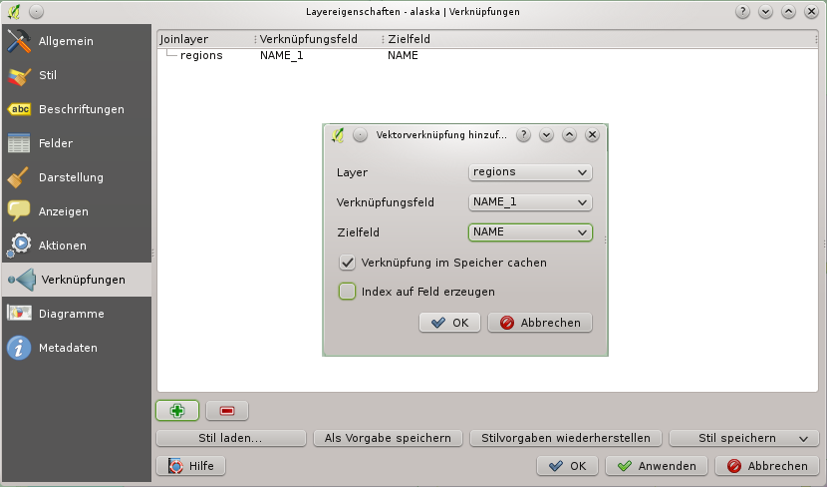 Layereigenschaften - alaska | Verknüpfungen
Allgemein
Stil
abc Beschriftungen
Felder
Darstellung
Anzeigen
Aktionen
Verknüpfungen
Diagramme
Metadaten
Joinlayer Verknüpfungsfeld Zielfeld
regions NAME_1 NAME
Vektorverknüpfung hinzuf...
Layer regions
Verknüpfungsfeld NAME_1
Zielfeld NAME
Verknüpfung im Speicher cachen
Index auf Feld erzeugen
OK Abbrechen
Stil laden... Als Vorgabe speichern Stilvorgaben wiederherstellen Stil speichern
Hilfe OK Anwenden Abbrechen